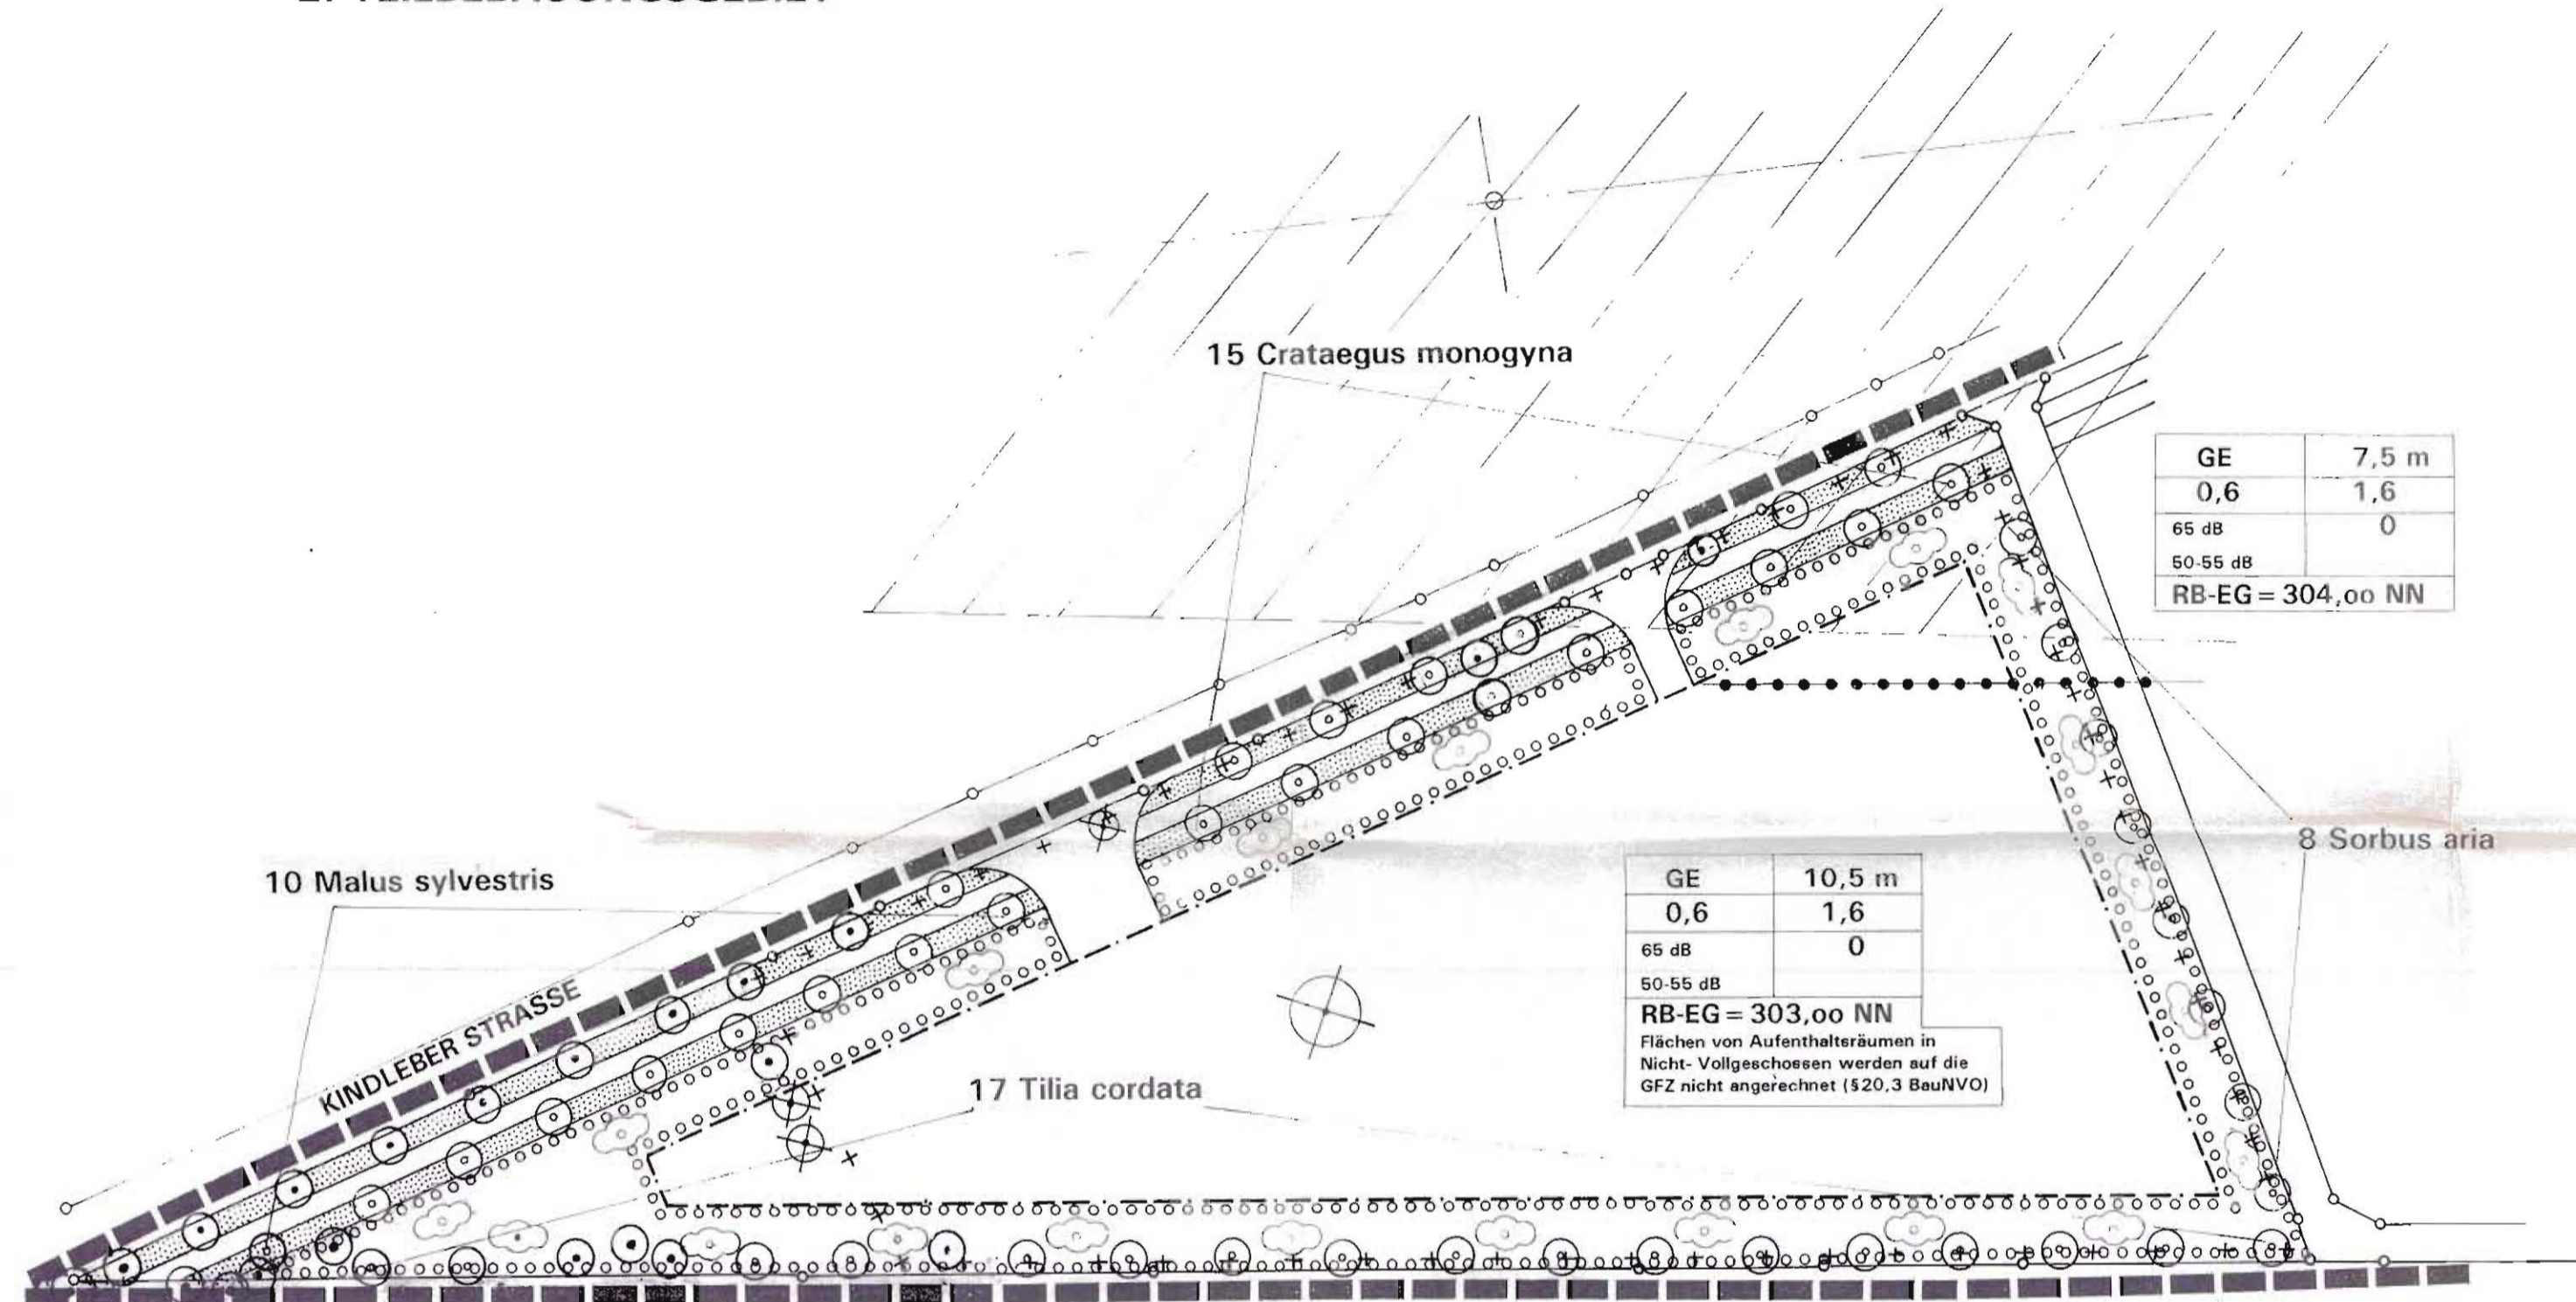 15 Crataegus monogyna
GE 7,5 m
0,6 1,6
65 dB 0
50-55 dB
RB-EG = 304,oo NN
10 Malus sylvestris
8 Sorbus aria
GE 10,5 m
0,6 1,6
65 dB 0
50-55 dB
RB-EG = 303,oo NN
Flächen von Aufenthaltsräumen in
Nicht- Vollgeschossen werden auf die
GFZ nicht angerechnet (§20,3 BauNVO)
KINDLEBER STRASSE
17 Tilia cordata